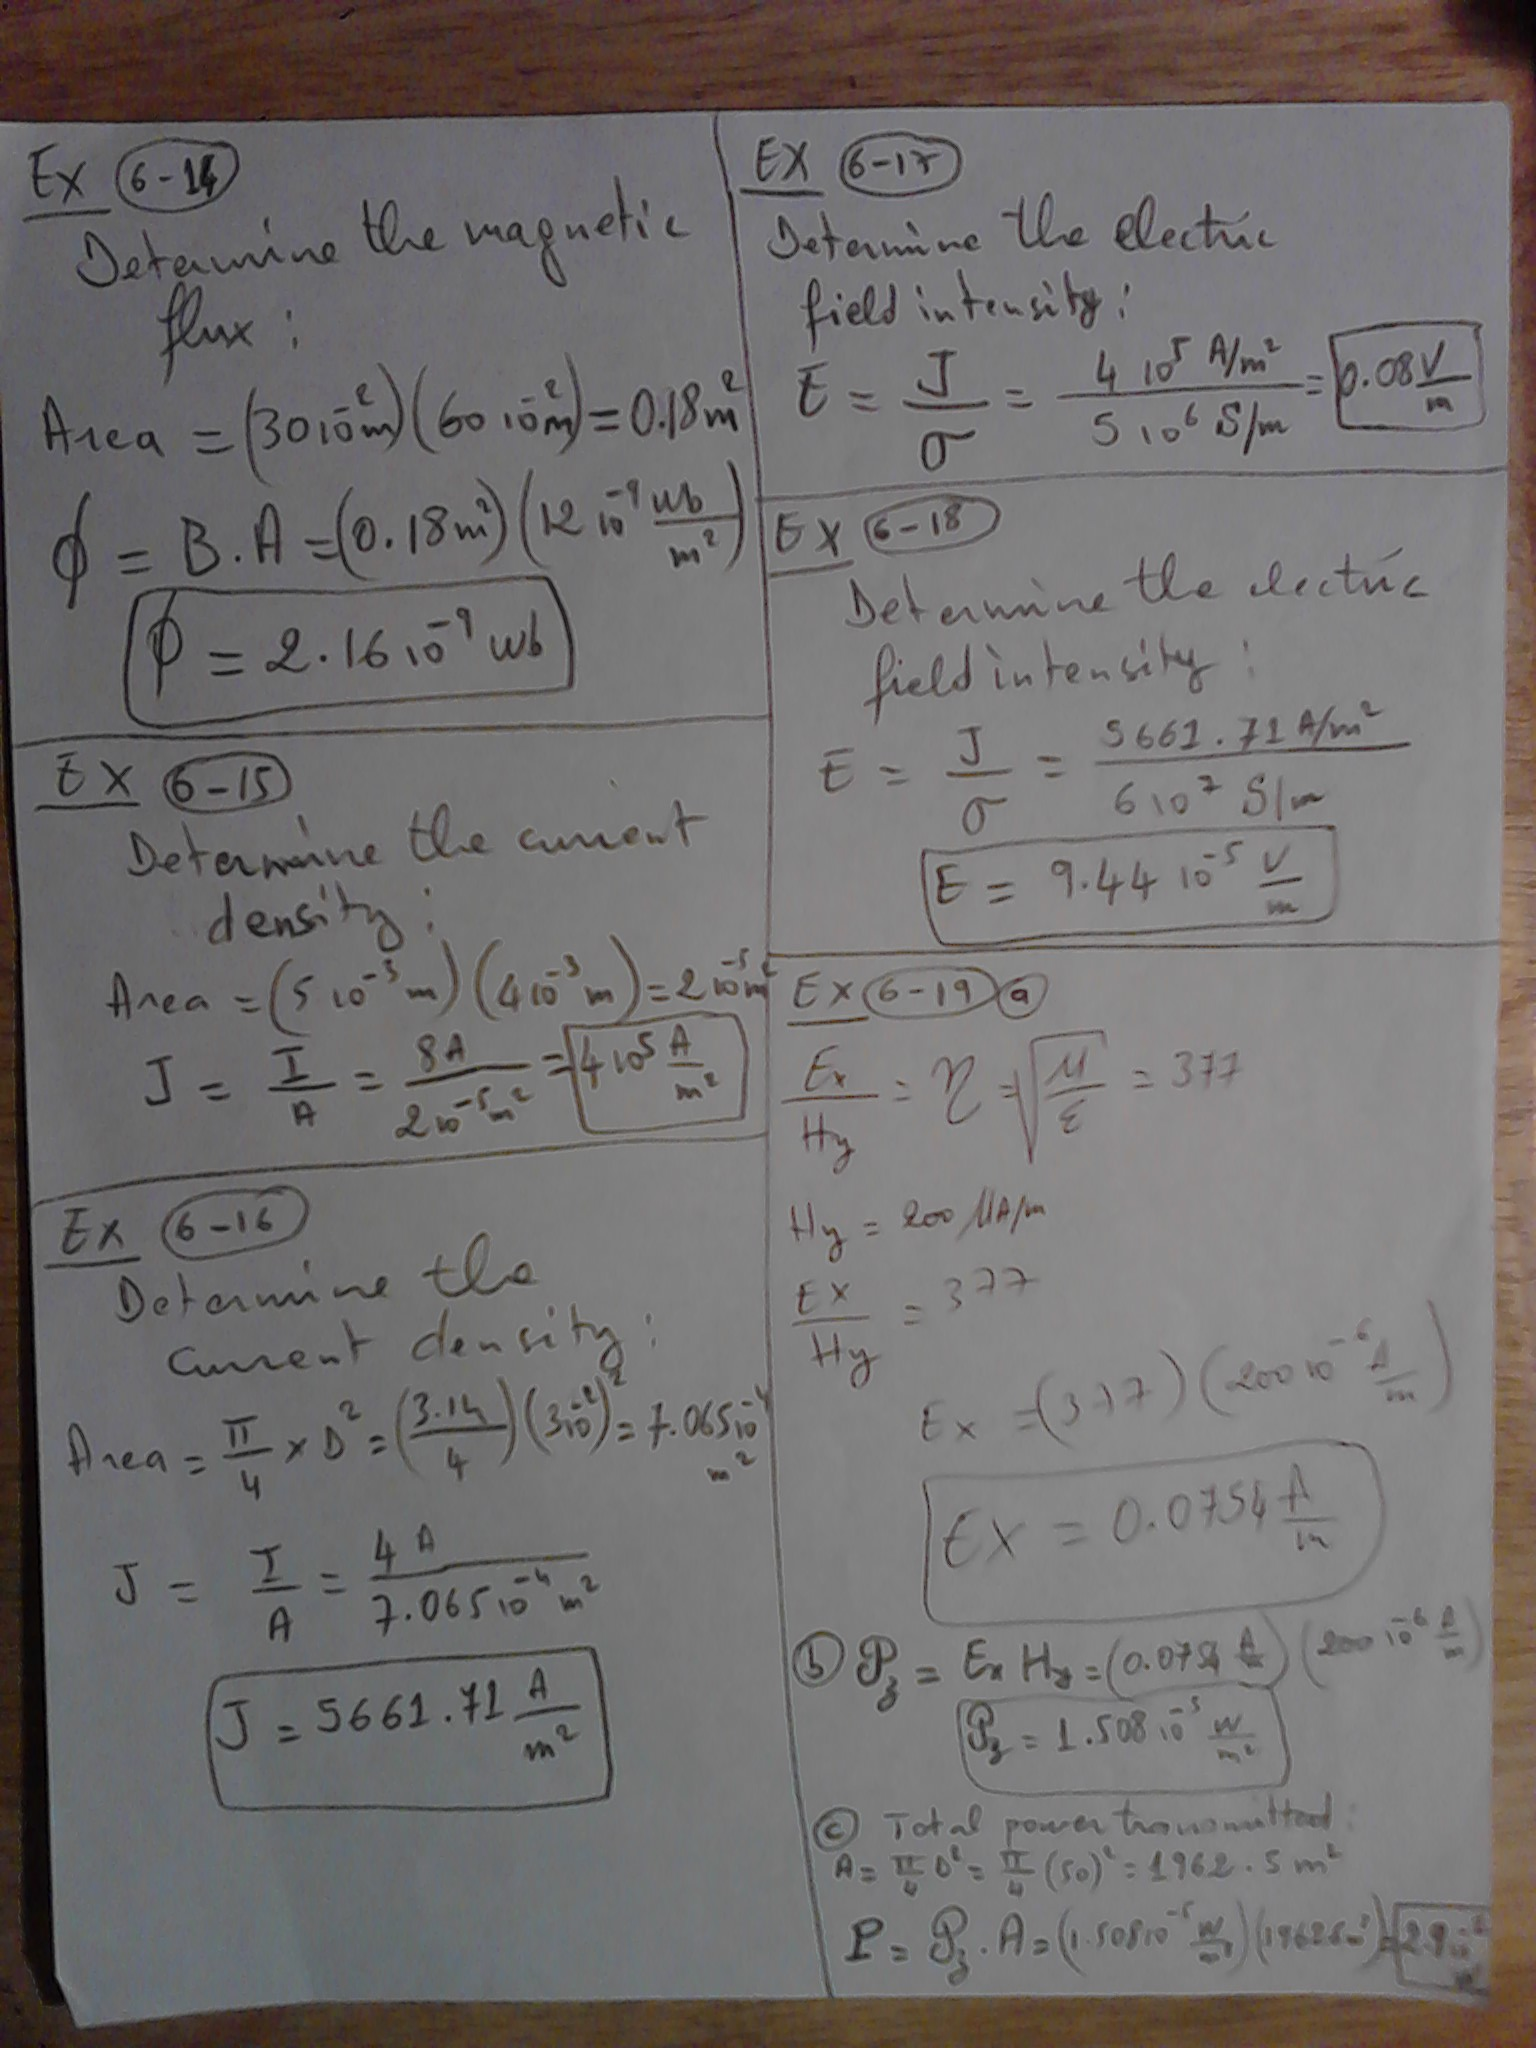 Ex 6-14
Determine the magnetic
flux :
Area = (30 10⁻² m)(60 10⁻² m) = 0.18 m²
ϕ = B . A = (0.18 m²)(12 10⁻⁹ wb/m²)
ϕ = 2.16 10⁻⁹ wb
Ex 6-15
Determine the current
density :
Area = (5 10⁻³ m)(4 10⁻³ m) = 2 10⁻⁵ m²
J = I/A = 8A / 2 10⁻⁵ m² = 4 10⁵ A/m²
Ex 6-16
Determine the
current density :
Area = π/4 × D² = (3.14/4)(3 10⁻²)² = 7.065 10⁻⁴ m²
J = I/A = 4 A / 7.065 10⁻⁴ m²
J = 5661.71 A/m²
EX 6-17
Determine the electric
field intensity :
E = J/σ = 4 10⁵ A/m² / 5 10⁶ S/m = 0.08 V/m
Ex 6-18
Determine the electric
field intensity :
E = J/σ = 5661.71 A/m² / 6 10⁷ S/m
E = 9.44 10⁻⁵ V/m
Ex 6-19 a
Ex/Hy = η = √(μ/ε) = 377
Hy = 200 μA/m
Ex/Hy = 377
Ex = (377)(200 10⁻⁶ A/m)
Ex = 0.0754 A/m
b 𝒫z = Ex Hy = (0.0754 A/m)(200 10⁻⁶ A/m)
𝒫z = 1.508 10⁻⁵ W/m²
c Total power transmitted :
A = π/4 D² = π/4 (50)² = 1962.5 m²
P = 𝒫z . A = (1.508 10⁻⁵ W/m²)(1962.5 m²) = 2.9 10⁻² W